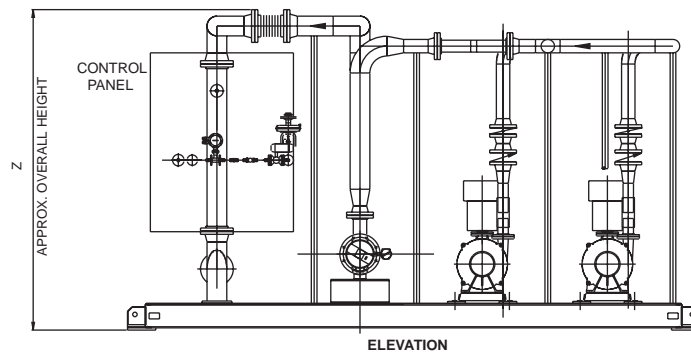 CONTROL
PANEL
Z
APPROX. OVERALL HEIGHT
ELEVATION